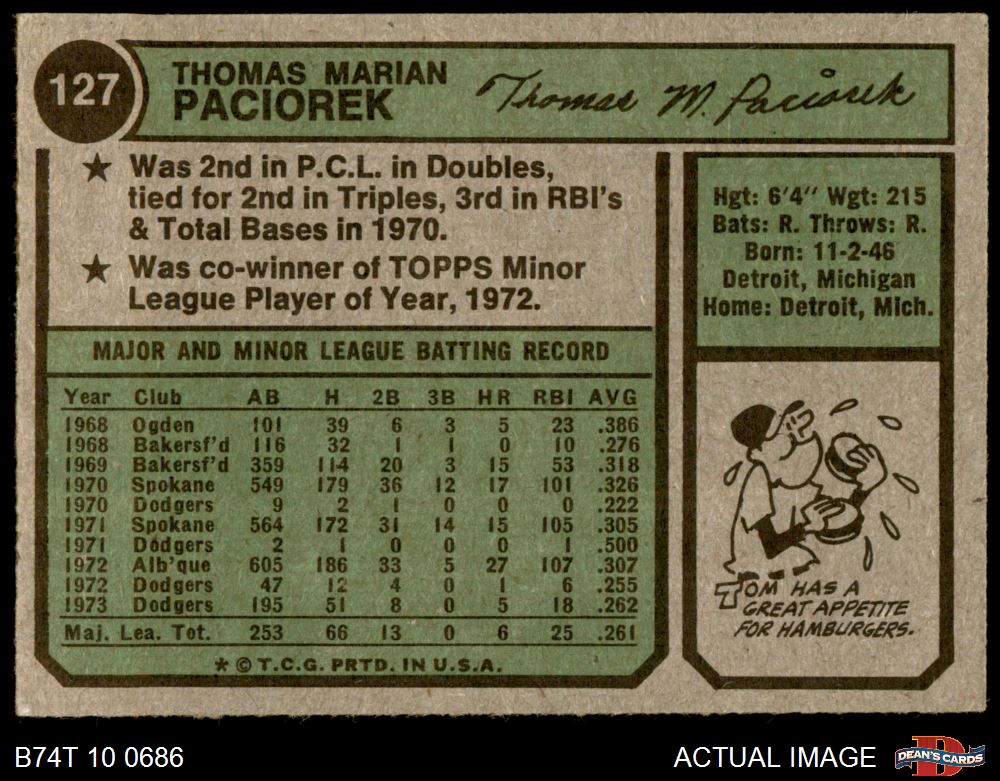 127
THOMAS MARIAN
PACIOREK
Thomas M. Paciorek
★ Was 2nd in P.C.L. in Doubles,
tied for 2nd in Triples, 3rd in RBI's
& Total Bases in 1970.
★ Was co-winner of TOPPS Minor
League Player of Year, 1972.
MAJOR AND MINOR LEAGUE BATTING RECORD
Year Club AB H 2B 3B HR RBI AVG
1968 Ogden 101 39 6 3 5 23 .386
1968 Bakersf'd 116 32 1 1 0 10 .276
1969 Bakersf'd 359 114 20 3 15 53 .318
1970 Spokane 549 179 36 12 17 101 .326
1970 Dodgers 9 2 1 0 0 0 .222
1971 Spokane 564 172 31 14 15 105 .305
1971 Dodgers 2 1 0 0 0 1 .500
1972 Alb'que 605 186 33 5 27 107 .307
1972 Dodgers 47 12 4 0 1 6 .255
1973 Dodgers 195 51 8 0 5 18 .262
Maj. Lea. Tot. 253 66 13 0 6 25 .261
* © T.C.G. PRTD. IN U.S.A.
Hgt: 6'4" Wgt: 215
Bats: R. Throws: R.
Born: 11-2-46
Detroit, Michigan
Home: Detroit, Mich.
TOM HAS A
GREAT APPETITE
FOR HAMBURGERS.
B74T 10 0686
ACTUAL IMAGE
D
DEAN'S CARDS